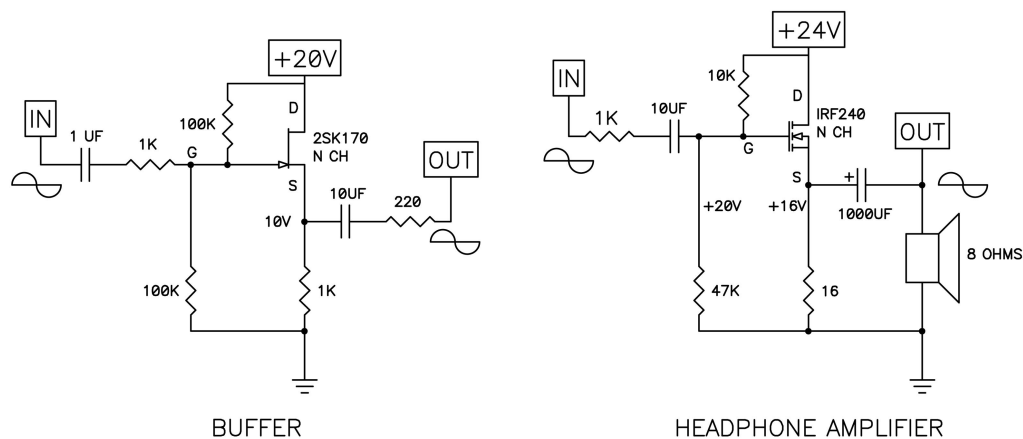 +20V
IN
1 UF
1K
100K
D
2SK170
N CH
G
S
OUT
10UF
220
10V
100K
1K
BUFFER
+24V
IN
10K
D
10UF
1K
IRF240
N CH
OUT
G
S
+
+20V
+16V
1000UF
8 OHMS
47K
16
HEADPHONE AMPLIFIER